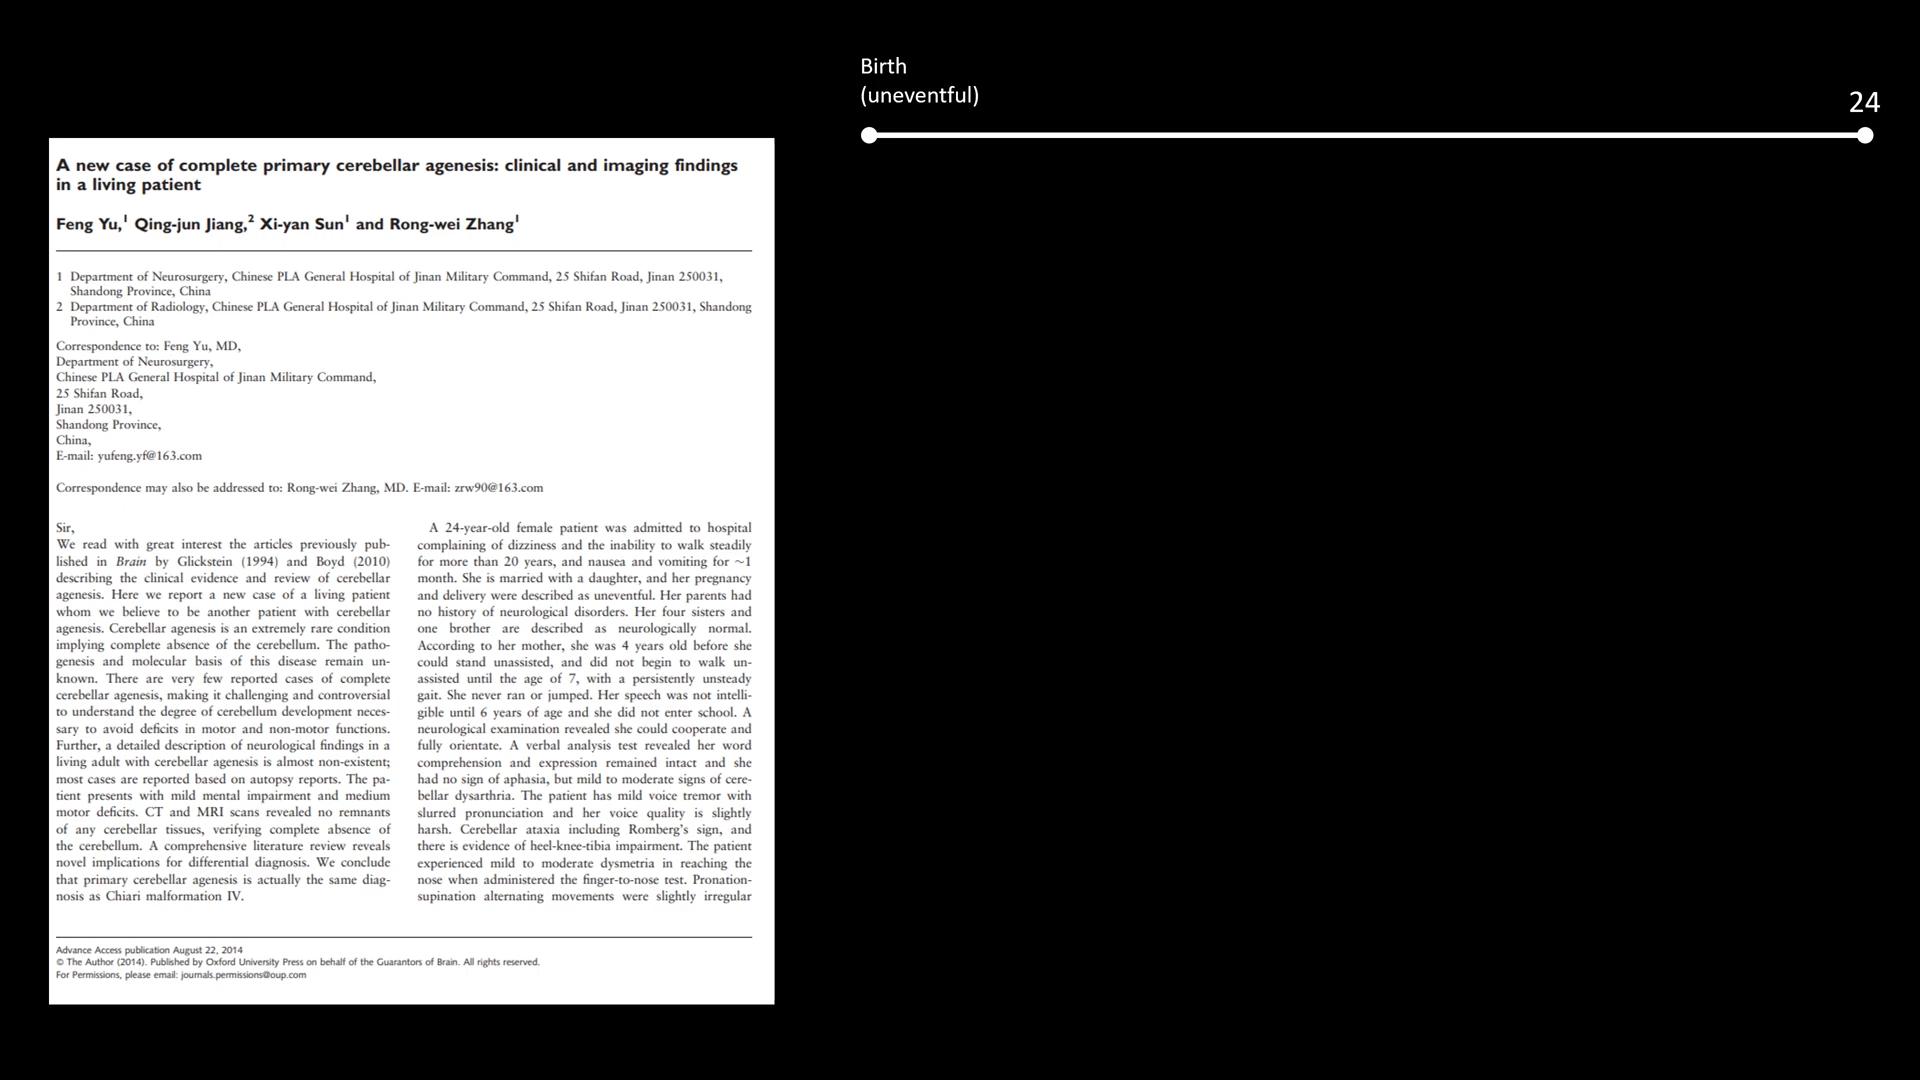 Birth
(uneventful)
24
A new case of complete primary cerebellar agenesis: clinical and imaging findings
in a living patient
Feng Yu,1 Qing-jun Jiang,2 Xi-yan Sun1 and Rong-wei Zhang1
1 Department of Neurosurgery, Chinese PLA General Hospital of Jinan Military Command, 25 Shifan Road, Jinan 250031,
Shandong Province, China
2 Department of Radiology, Chinese PLA General Hospital of Jinan Military Command, 25 Shifan Road, Jinan 250031, Shandong
Province, China
Correspondence to: Feng Yu, MD,
Department of Neurosurgery,
Chinese PLA General Hospital of Jinan Military Command,
25 Shifan Road,
Jinan 250031,
Shandong Province,
China,
E-mail: yufeng.yf@163.com
Correspondence may also be addressed to: Rong-wei Zhang, MD. E-mail: zrw90@163.com
Sir,
We read with great interest the articles previously pub-
lished in Brain by Glickstein (1994) and Boyd (2010)
describing the clinical evidence and review of cerebellar
agenesis. Here we report a new case of a living patient
whom we believe to be another patient with cerebellar
agenesis. Cerebellar agenesis is an extremely rare condition
implying complete absence of the cerebellum. The patho-
genesis and molecular basis of this disease remain un-
known. There are very few reported cases of complete
cerebellar agenesis, making it challenging and controversial
to understand the degree of cerebellum development neces-
sary to avoid deficits in motor and non-motor functions.
Further, a detailed description of neurological findings in a
living adult with cerebellar agenesis is almost non-existent;
most cases are reported based on autopsy reports. The pa-
tient presents with mild mental impairment and medium
motor deficits. CT and MRI scans revealed no remnants
of any cerebellar tissues, verifying complete absence of
the cerebellum. A comprehensive literature review reveals
novel implications for differential diagnosis. We conclude
that primary cerebellar agenesis is actually the same diag-
nosis as Chiari malformation IV.
A 24-year-old female patient was admitted to hospital
complaining of dizziness and the inability to walk steadily
for more than 20 years, and nausea and vomiting for ~1
month. She is married with a daughter, and her pregnancy
and delivery were described as uneventful. Her parents had
no history of neurological disorders. Her four sisters and
one brother are described as neurologically normal.
According to her mother, she was 4 years old before she
could stand unassisted, and did not begin to walk un-
assisted until the age of 7, with a persistently unsteady
gait. She never ran or jumped. Her speech was not intelli-
gible until 6 years of age and she did not enter school. A
neurological examination revealed she could cooperate and
fully orientate. A verbal analysis test revealed her word
comprehension and expression remained intact and she
had no sign of aphasia, but mild to moderate signs of cere-
bellar dysarthria. The patient has mild voice tremor with
slurred pronunciation and her voice quality is slightly
harsh. Cerebellar ataxia including Romberg's sign, and
there is evidence of heel-knee-tibia impairment. The patient
experienced mild to moderate dysmetria in reaching the
nose when administered the finger-to-nose test. Pronation-
supination alternating movements were slightly irregular
Advance Access publication August 22, 2014
© The Author (2014). Published by Oxford University Press on behalf of the Guarantors of Brain. All rights reserved.
For Permissions, please email: journals.permissions@oup.com